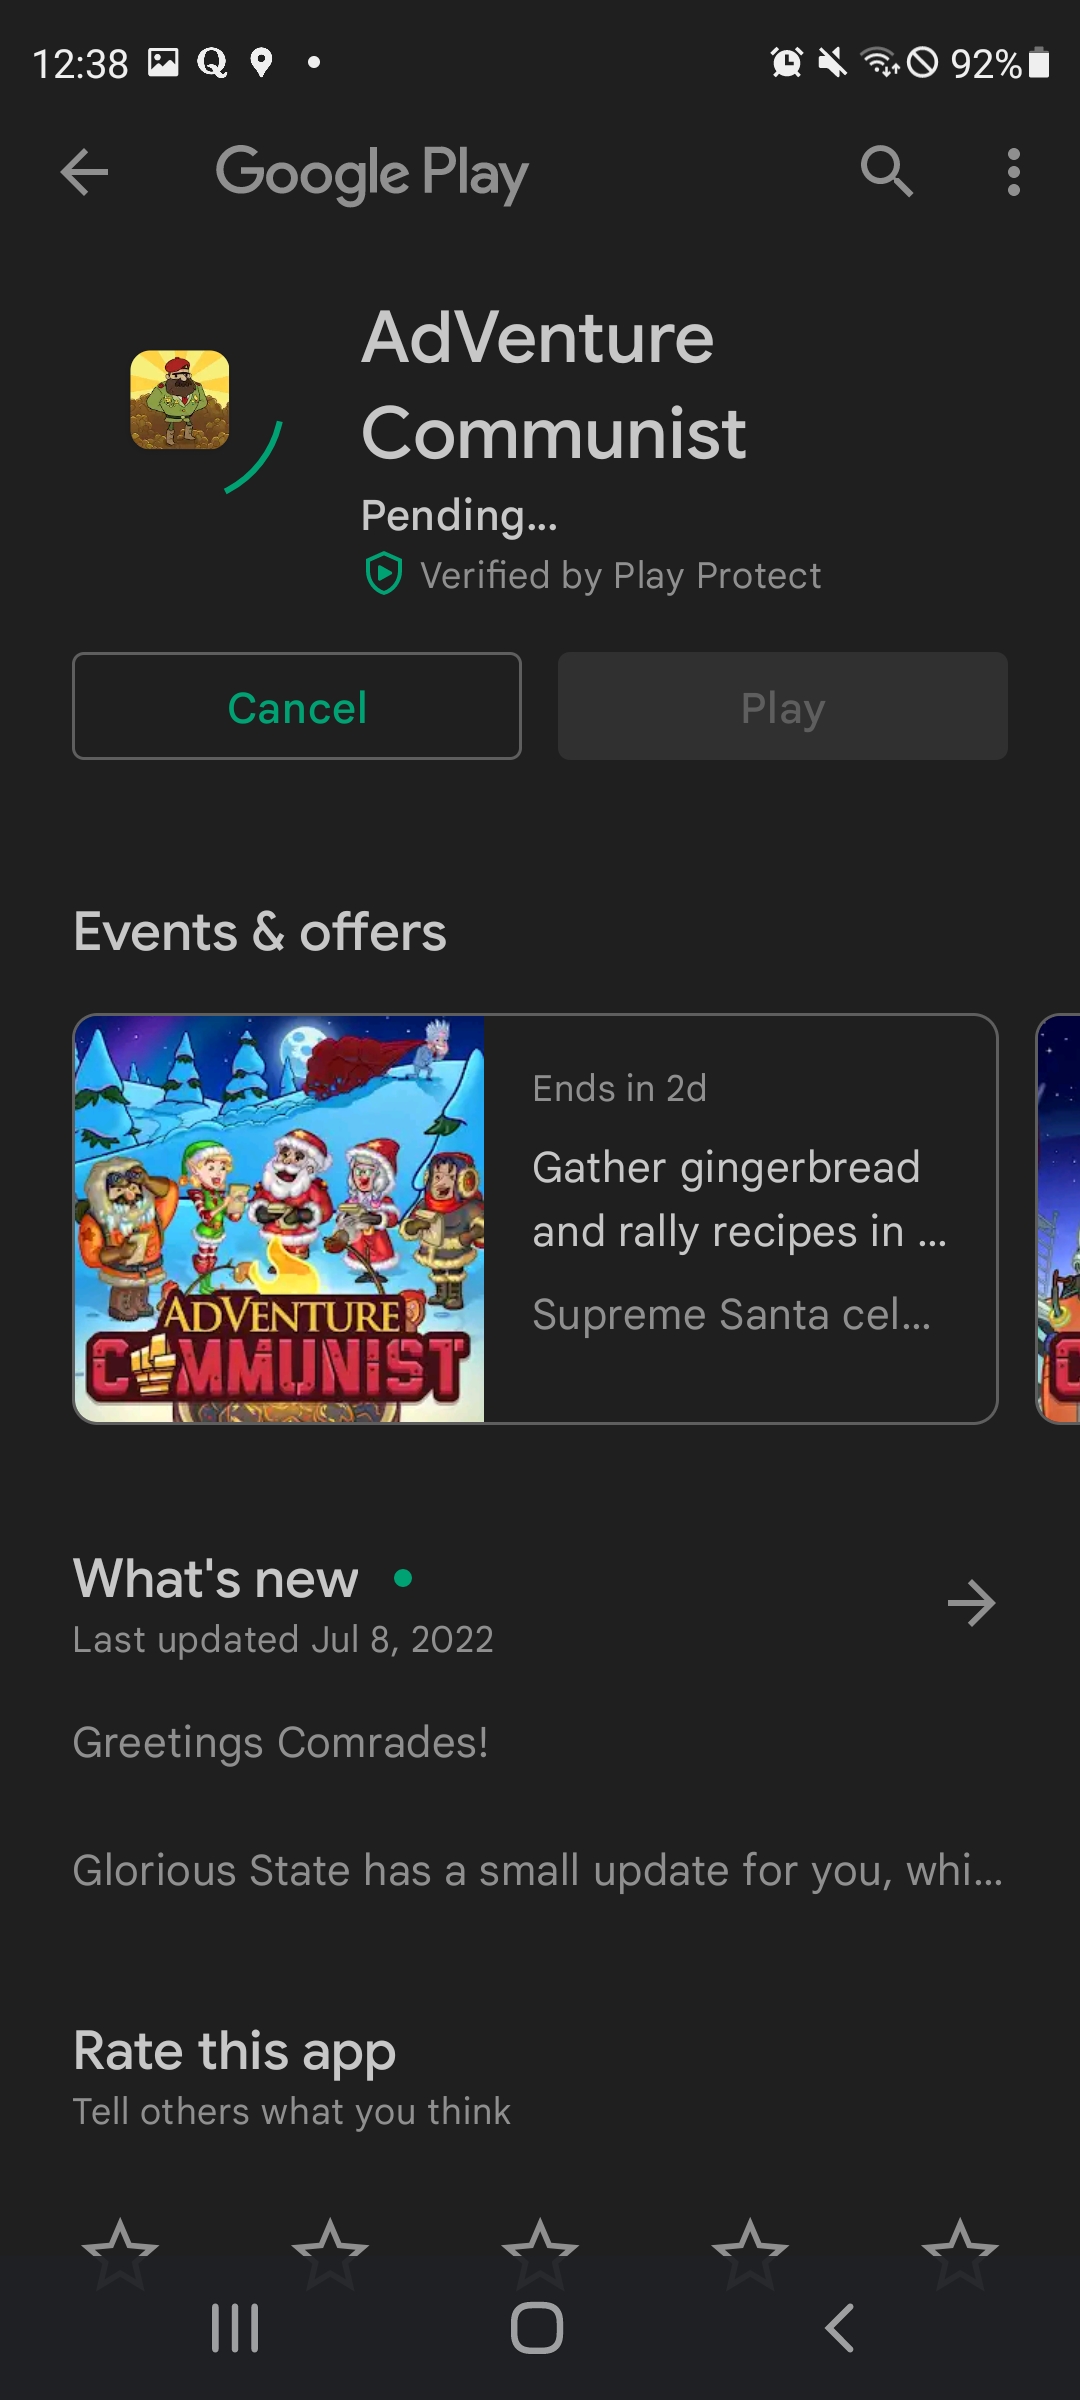 12:38
92%
Google Play
AdVenture
Communist
Pending...
Verified by Play Protect
Cancel
Play
Events & offers
Ends in 2d
Gather gingerbread
and rally recipes in ...
Supreme Santa cel...
ADVENTURE
COMMUNIST
What's new
Last updated Jul 8, 2022
Greetings Comrades!
Glorious State has a small update for you, whi...
Rate this app
Tell others what you think